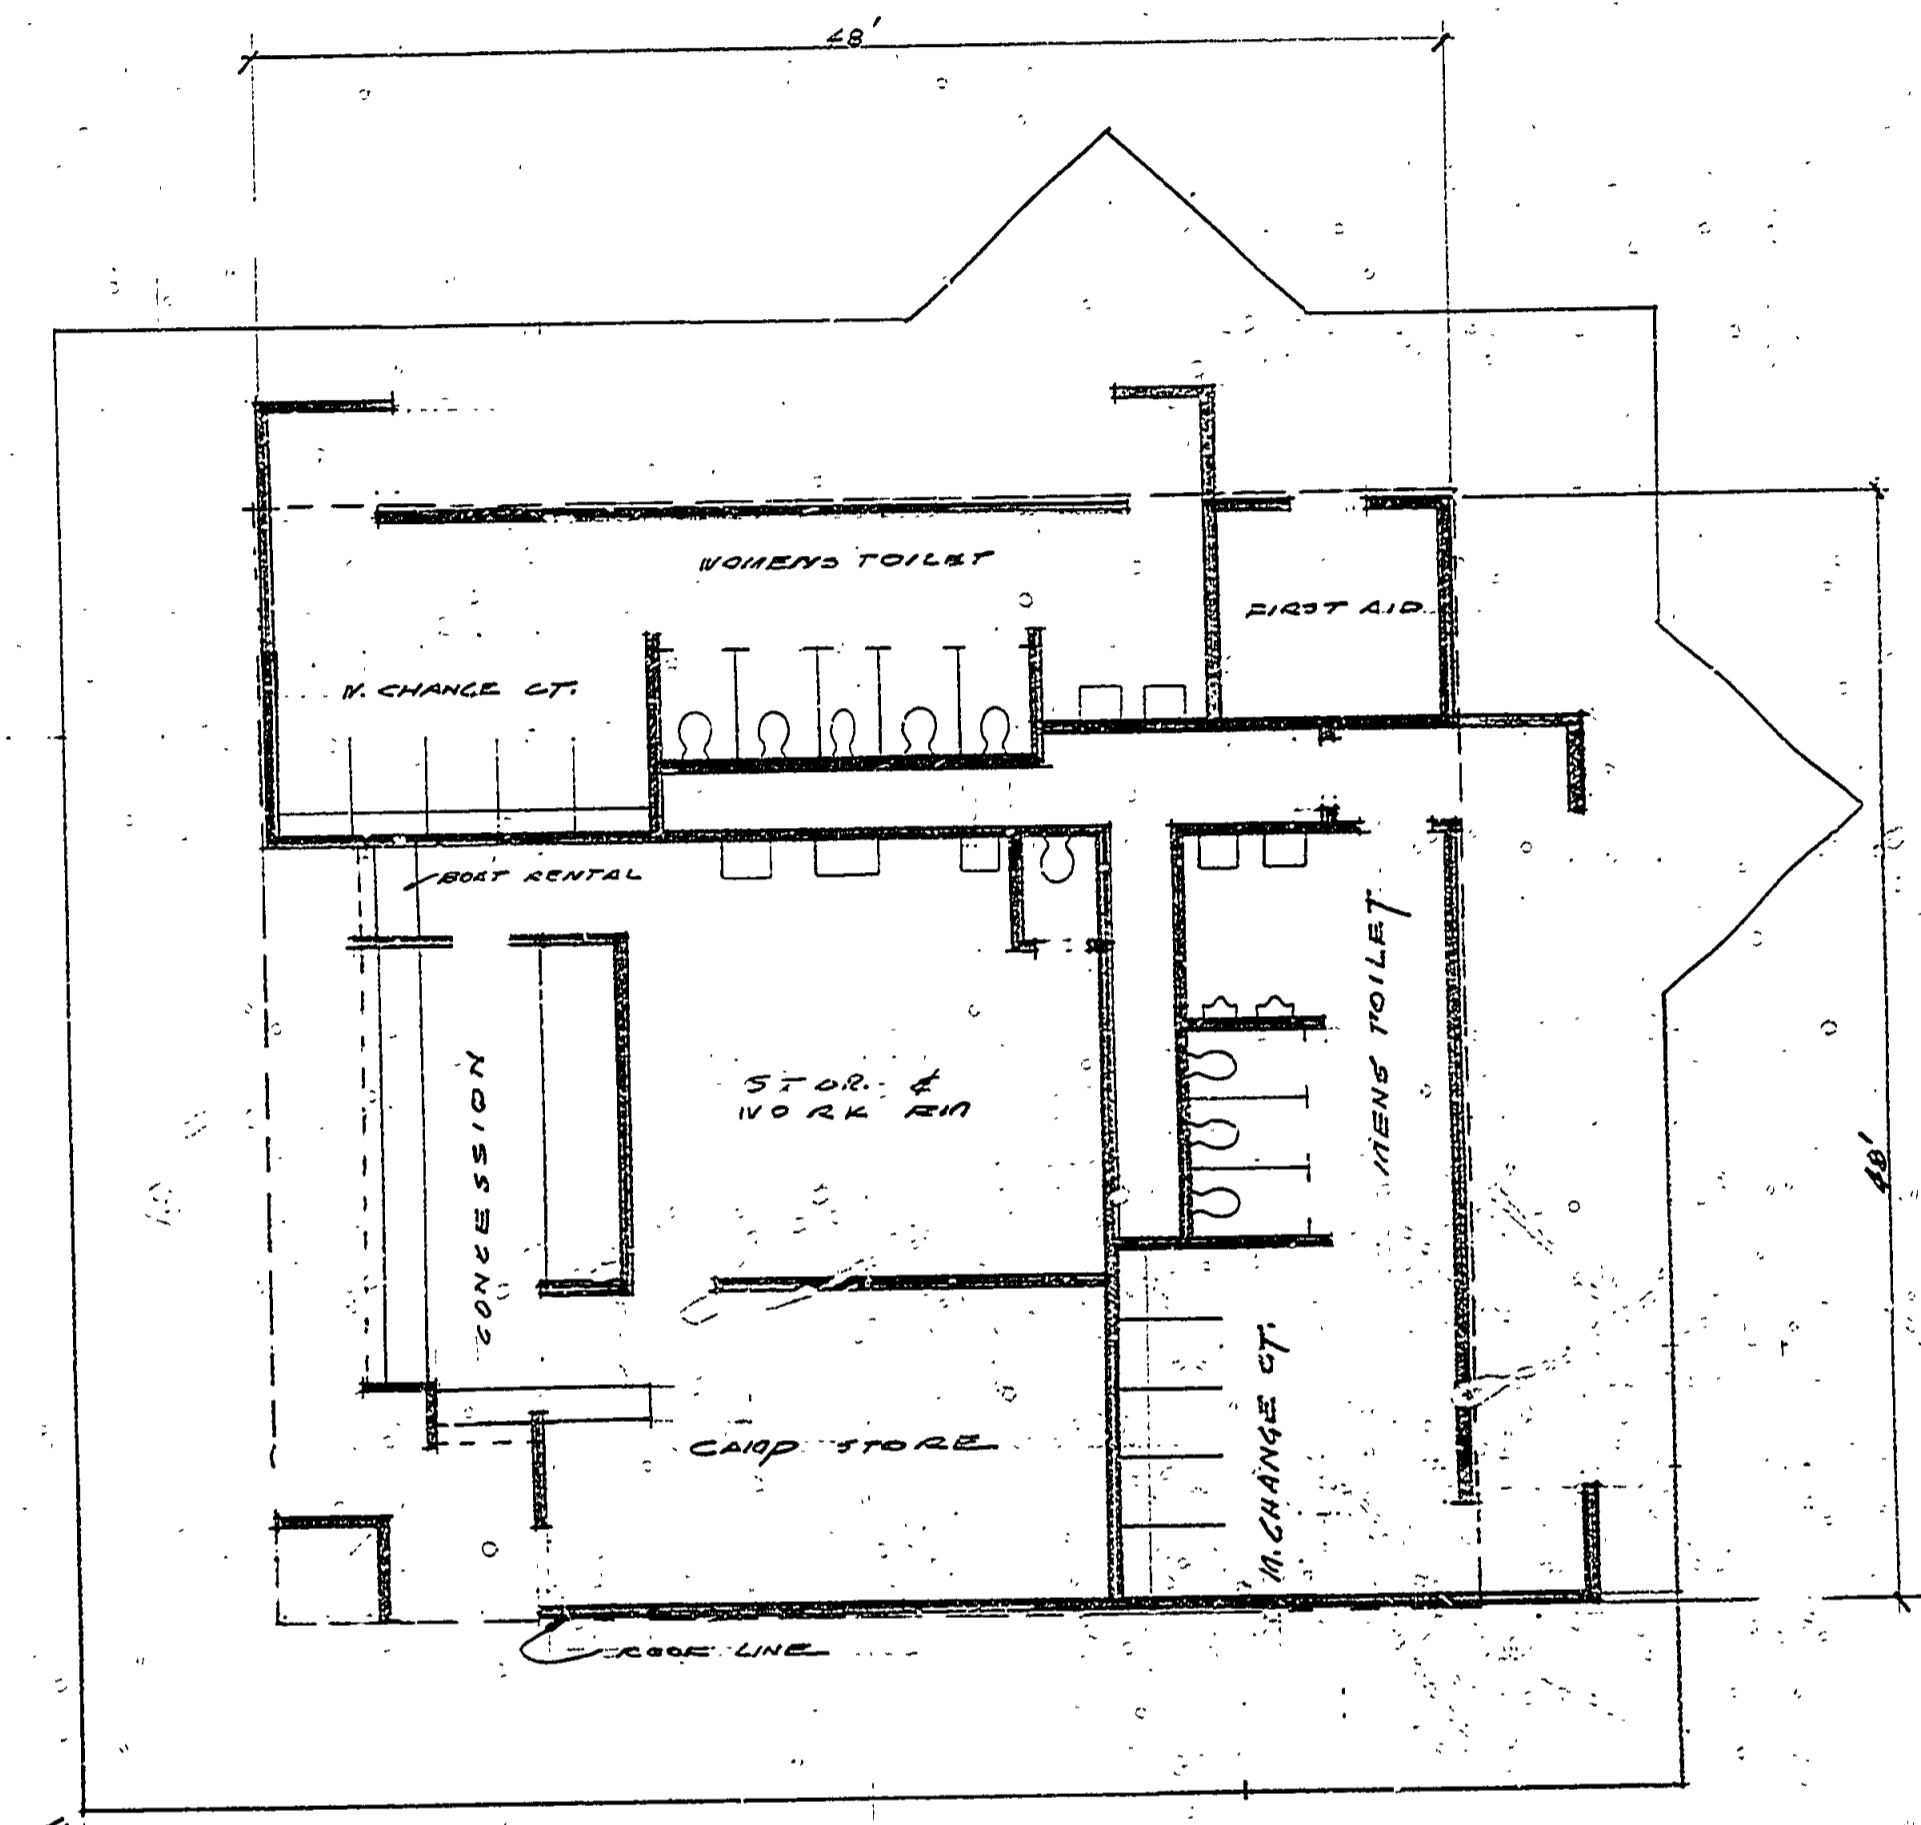 48'
WOMENS TOILET
FIRST AID
W. CHANGE CT.
BOAT RENTAL
MENS TOILET
STOR. &
WORK RM
CONCESSION
48'
M. CHANGE CT.
CAMP STORE
ROOF LINE